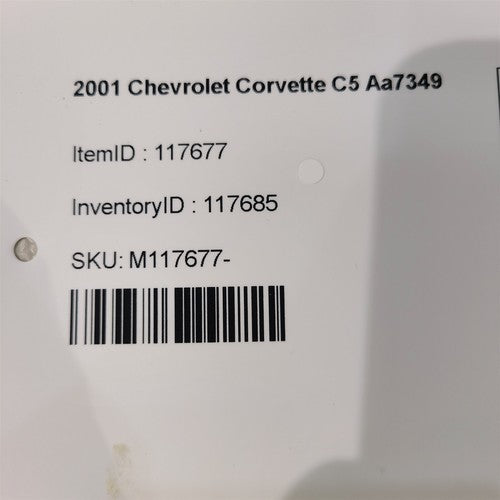 2001 Chevrolet Corvette C5 Aa7349
ItemID : 117677
InventoryID : 117685
SKU: M117677-